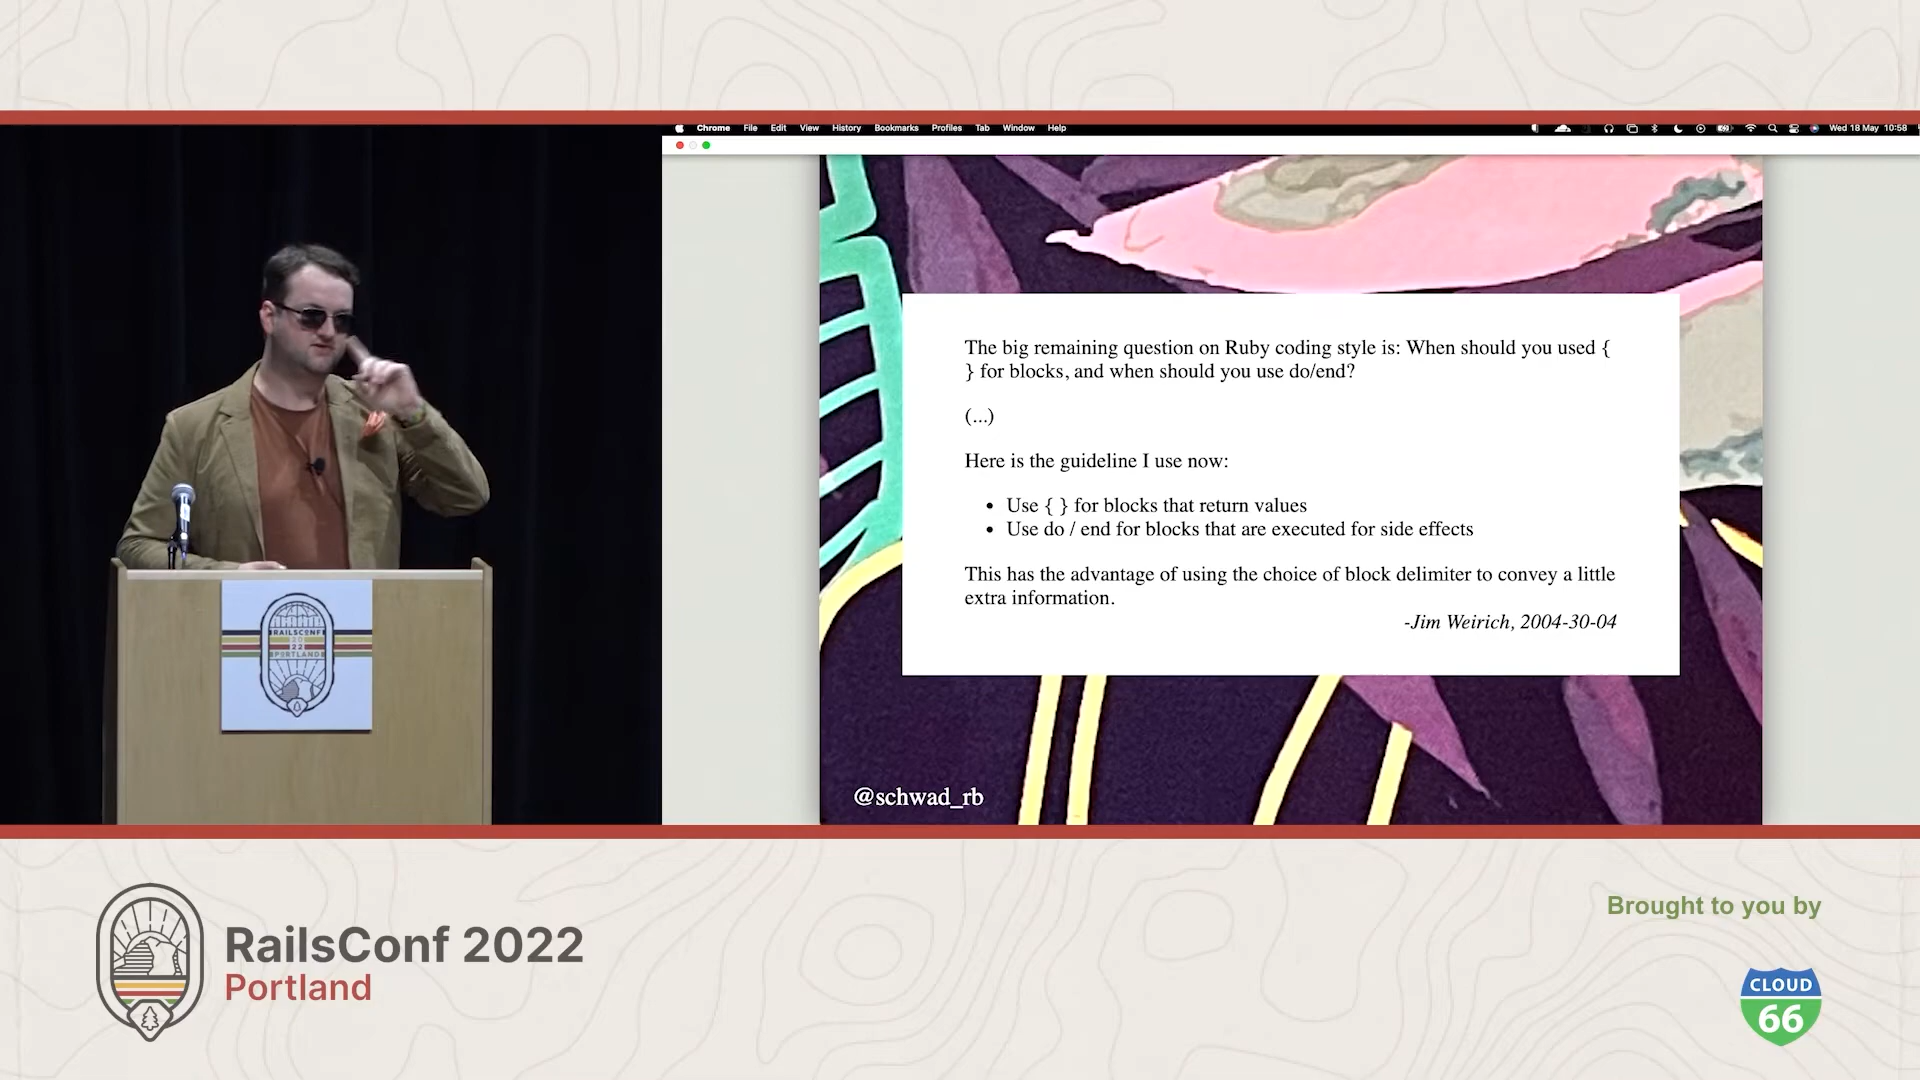 Chrome File Edit View History Bookmarks Profiles Tab Window Help
Wed 18 May 10:58
The big remaining question on Ruby coding style is: When should you used {
} for blocks, and when should you use do/end?
(...)
Here is the guideline I use now:
• Use { } for blocks that return values
• Use do / end for blocks that are executed for side effects
This has the advantage of using the choice of block delimiter to convey a little
extra information.
-Jim Weirich, 2004-30-04
@schwad_rb
RAILSCONF
20
22
PORTLAND
RailsConf 2022
Portland
Brought to you by
CLOUD
66